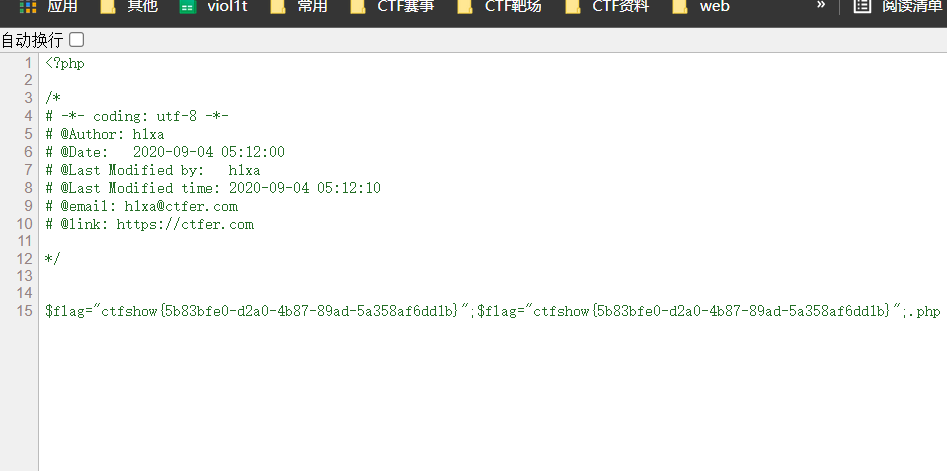 应用 其他 viol1t 常用 CTF赛事 CTF靶场 CTF资料 web » 阅读清单
自动换行
1 <?php
2
3 /*
4 # -*- coding: utf-8 -*-
5 # @Author: hlxa
6 # @Date:   2020-09-04 05:12:00
7 # @Last Modified by:   hlxa
8 # @Last Modified time: 2020-09-04 05:12:10
9 # @email: hlxa@ctfer.com
10 # @link: https://ctfer.com
11
12 */
13
14
15 $flag="ctfshow{5b83bfe0-d2a0-4b87-89ad-5a358af6dd1b}";$flag="ctfshow{5b83bfe0-d2a0-4b87-89ad-5a358af6dd1b}";.php